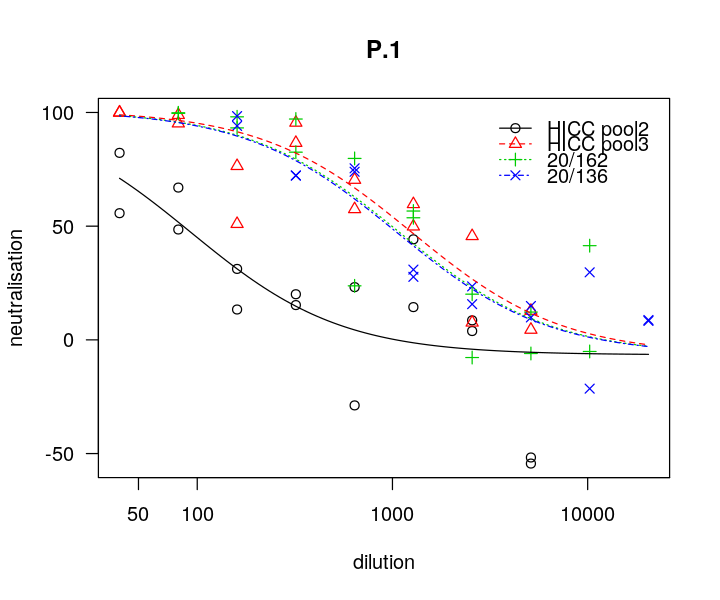 P.1
HICC pool2
HICC pool3
20/162
20/136
neutralisation
100
50
0
-50
50 100 1000 10000
dilution